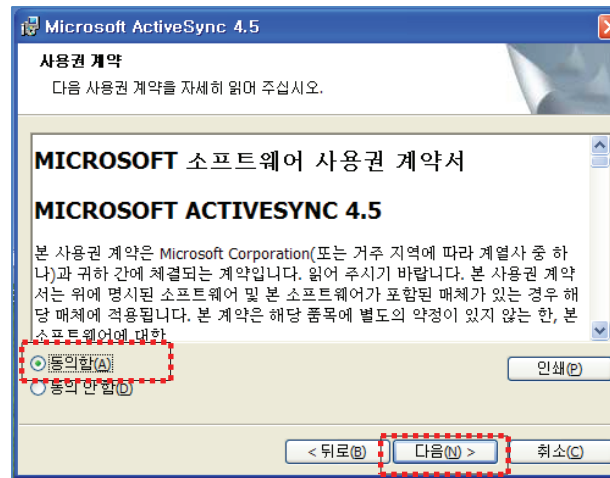 Microsoft ActiveSync 4.5
사용권 계약
다음 사용권 계약을 자세히 읽어 주십시오.
MICROSOFT 소프트웨어 사용권 계약서
MICROSOFT ACTIVESYNC 4.5
본 사용권 계약은 Microsoft Corporation(또는 거주 지역에 따라 계열사 중 하
나)과 귀하 간에 체결되는 계약입니다. 읽어 주시기 바랍니다. 본 사용권 계약
서는 위에 명시된 소프트웨어 및 본 소프트웨어가 포함된 매체가 있는 경우 해
당 매체에 적용됩니다. 본 계약은 해당 품목에 별도의 약정이 있지 않는 한, 본
소프트웨어에 대한
동의함(A)
인쇄(P)
동의 안 함(D)
< 뒤로(B)
다음(N) >
취소(C)